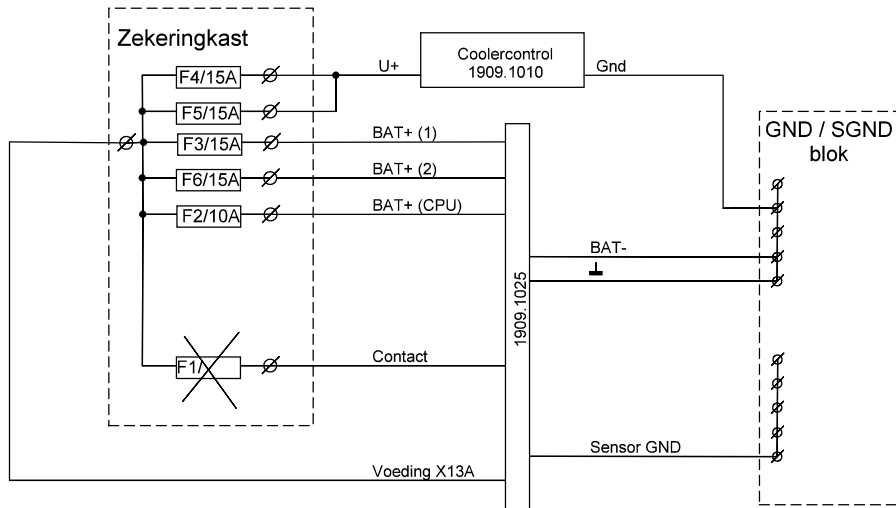 Zekeringkast
F4/15A
U+
Coolercontrol
1909.1010
Gnd
F5/15A
F3/15A
BAT+ (1)
GND / SGND
blok
F6/15A
BAT+ (2)
F2/10A
BAT+ (CPU)
BAT-
1909.1025
F1/
Contact
Sensor GND
Voeding X13A